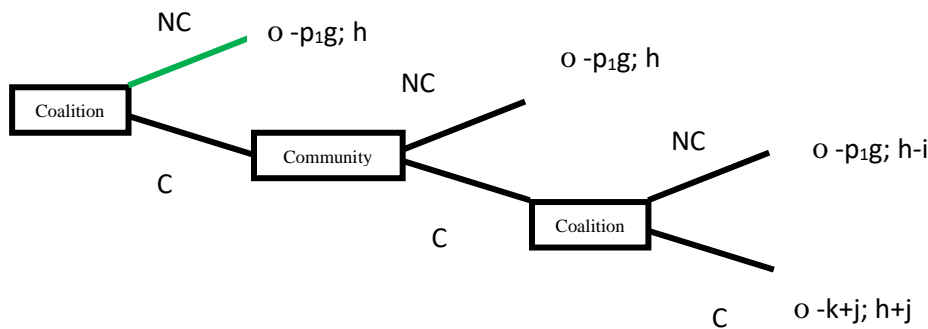 NC
o -p₁g; h
Coalition
C
NC
o -p₁g; h
Community
C
NC
o -p₁g; h-i
Coalition
C
o -k+j; h+j